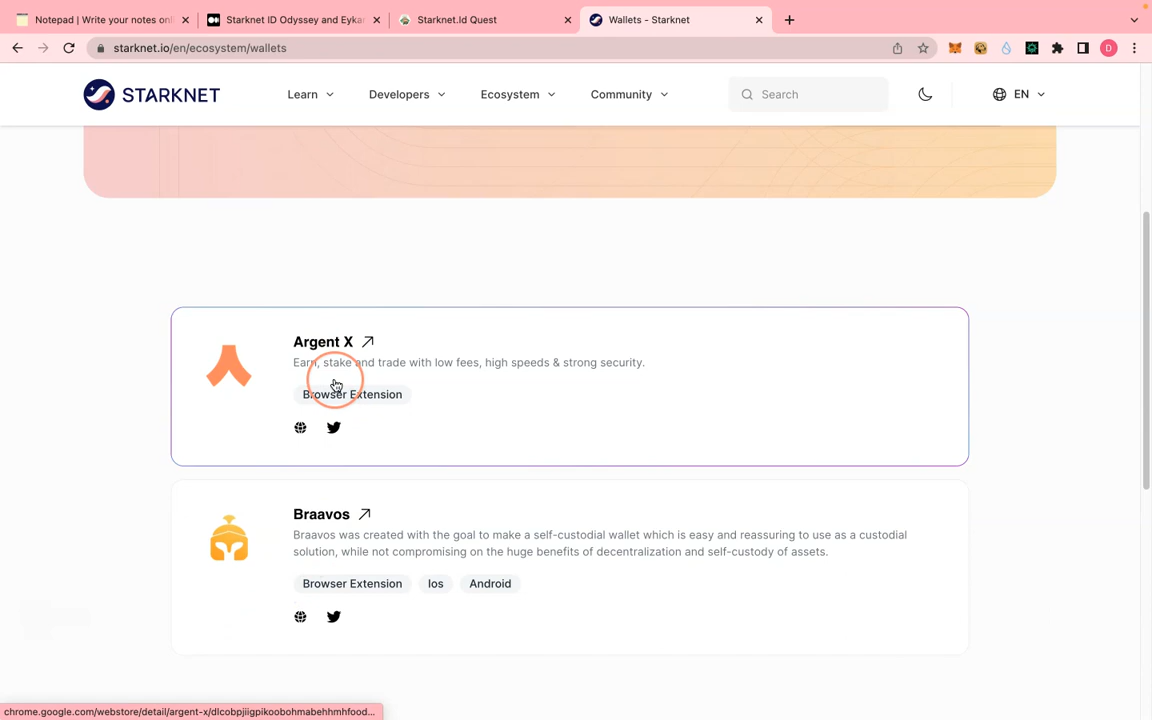 Notepad | Write your notes onl
Starknet ID Odyssey and Eykar
Starknet.Id Quest
Wallets - Starknet
starknet.io/en/ecosystem/wallets
D
STARKNET
Learn
Developers
Ecosystem
Community
Search
EN
Argent X
Earn, stake and trade with low fees, high speeds & strong security.
Browser Extension
Braavos
Braavos was created with the goal to make a self-custodial wallet which is easy and reassuring to use as a custodial
solution, while not compromising on the huge benefits of decentralization and self-custody of assets.
Browser Extension
Ios
Android
chrome.google.com/webstore/detail/argent-x/dlcobpjiigpikoobohmabehhmhfood...